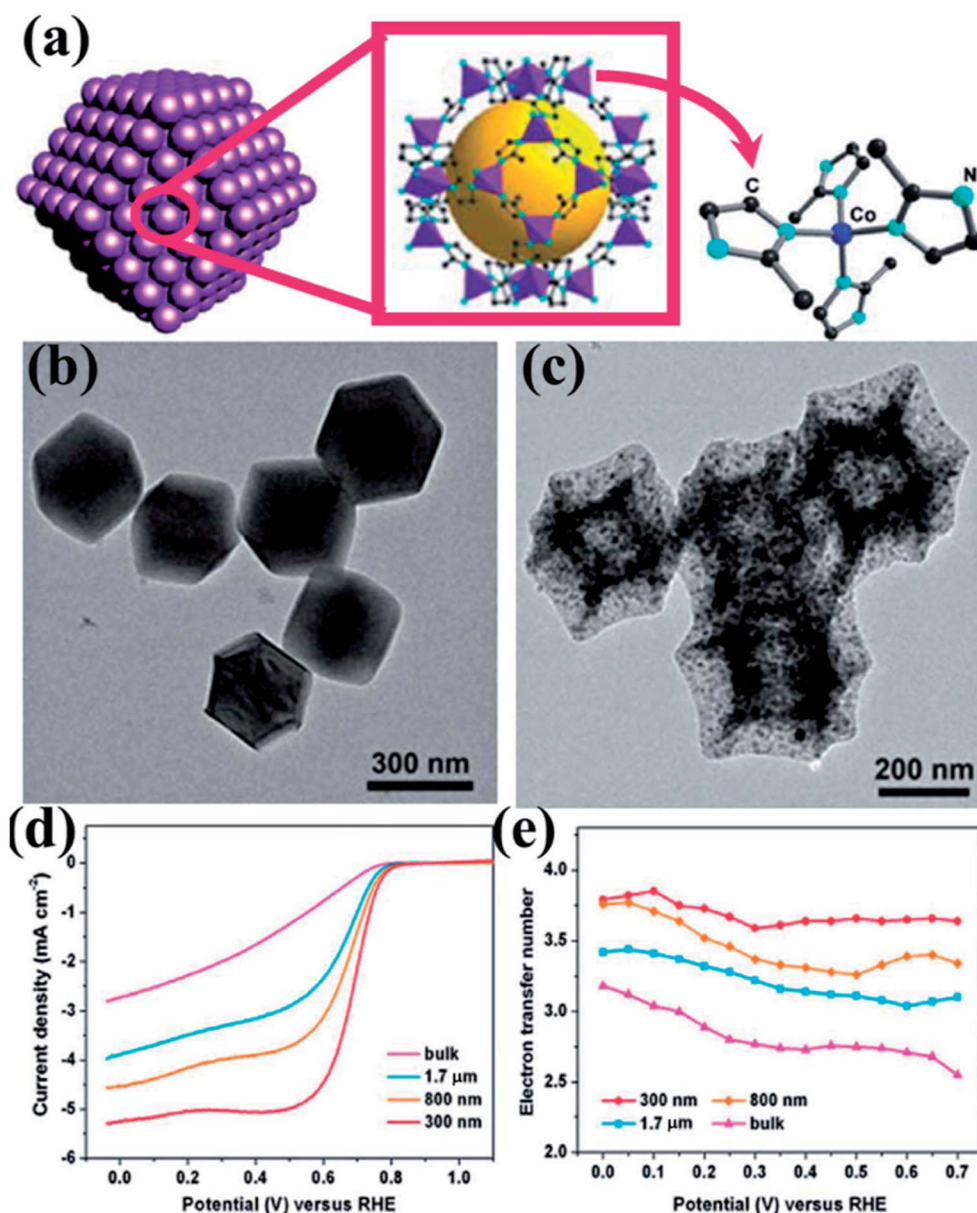 (a)
C
N
Co
(b)
300 nm
(c)
200 nm
(d)
0
-1
-2
-3
-4
-5
-6
Current density (mA cm⁻²)
bulk
1.7 μm
800 nm
300 nm
0.0 0.2 0.4 0.6 0.8 1.0
Potential (V) versus RHE
(e)
4.0
3.5
3.0
2.5
2.0
Electron transfer number
300 nm 800 nm
1.7 μm bulk
0.0 0.1 0.2 0.3 0.4 0.5 0.6 0.7
Potential (V) versus RHE